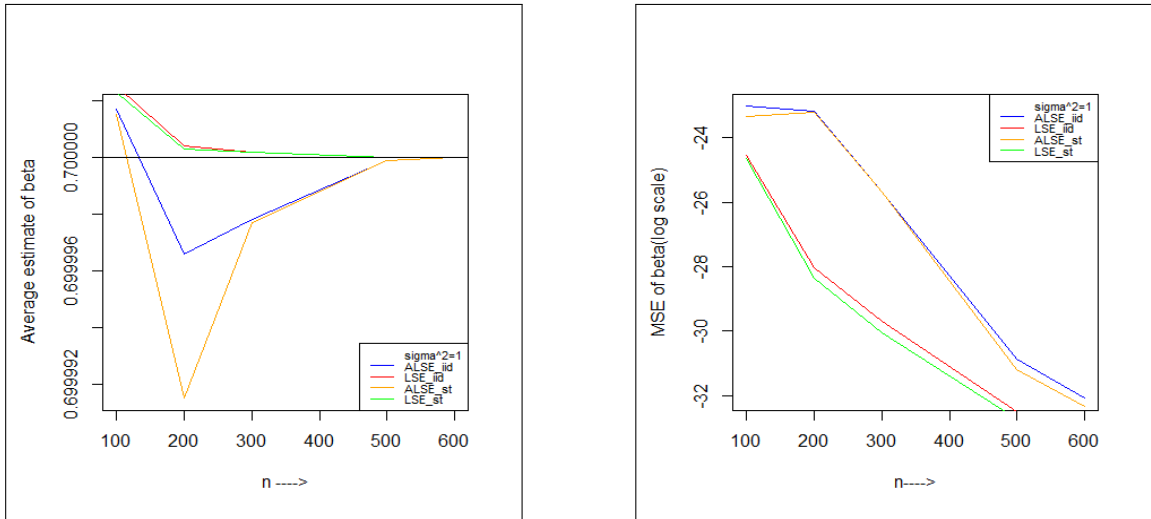 Average estimate of beta
0.700000
0.699996
0.699992
sigma^2=1
ALSE_iid
LSE_iid
ALSE_st
LSE_st
100 200 300 400 500 600
n ---->
MSE of beta(log scale)
-24
-26
-28
-30
-32
sigma^2=1
ALSE_iid
LSE_iid
ALSE_st
LSE_st
100 200 300 400 500 600
n---->